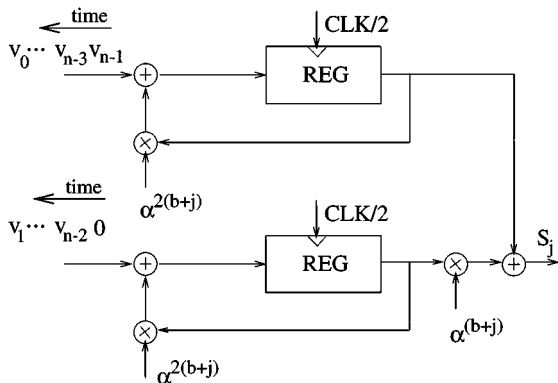 time
CLK/2
v₀⋯ vₙ₋₃ vₙ₋₁
+
REG
×
α²⁽ᵇ⁺ʲ⁾
time
CLK/2
v₁⋯ vₙ₋₂ 0
+
REG
×
+
Sⱼ
×
α⁽ᵇ⁺ʲ⁾
α²⁽ᵇ⁺ʲ⁾